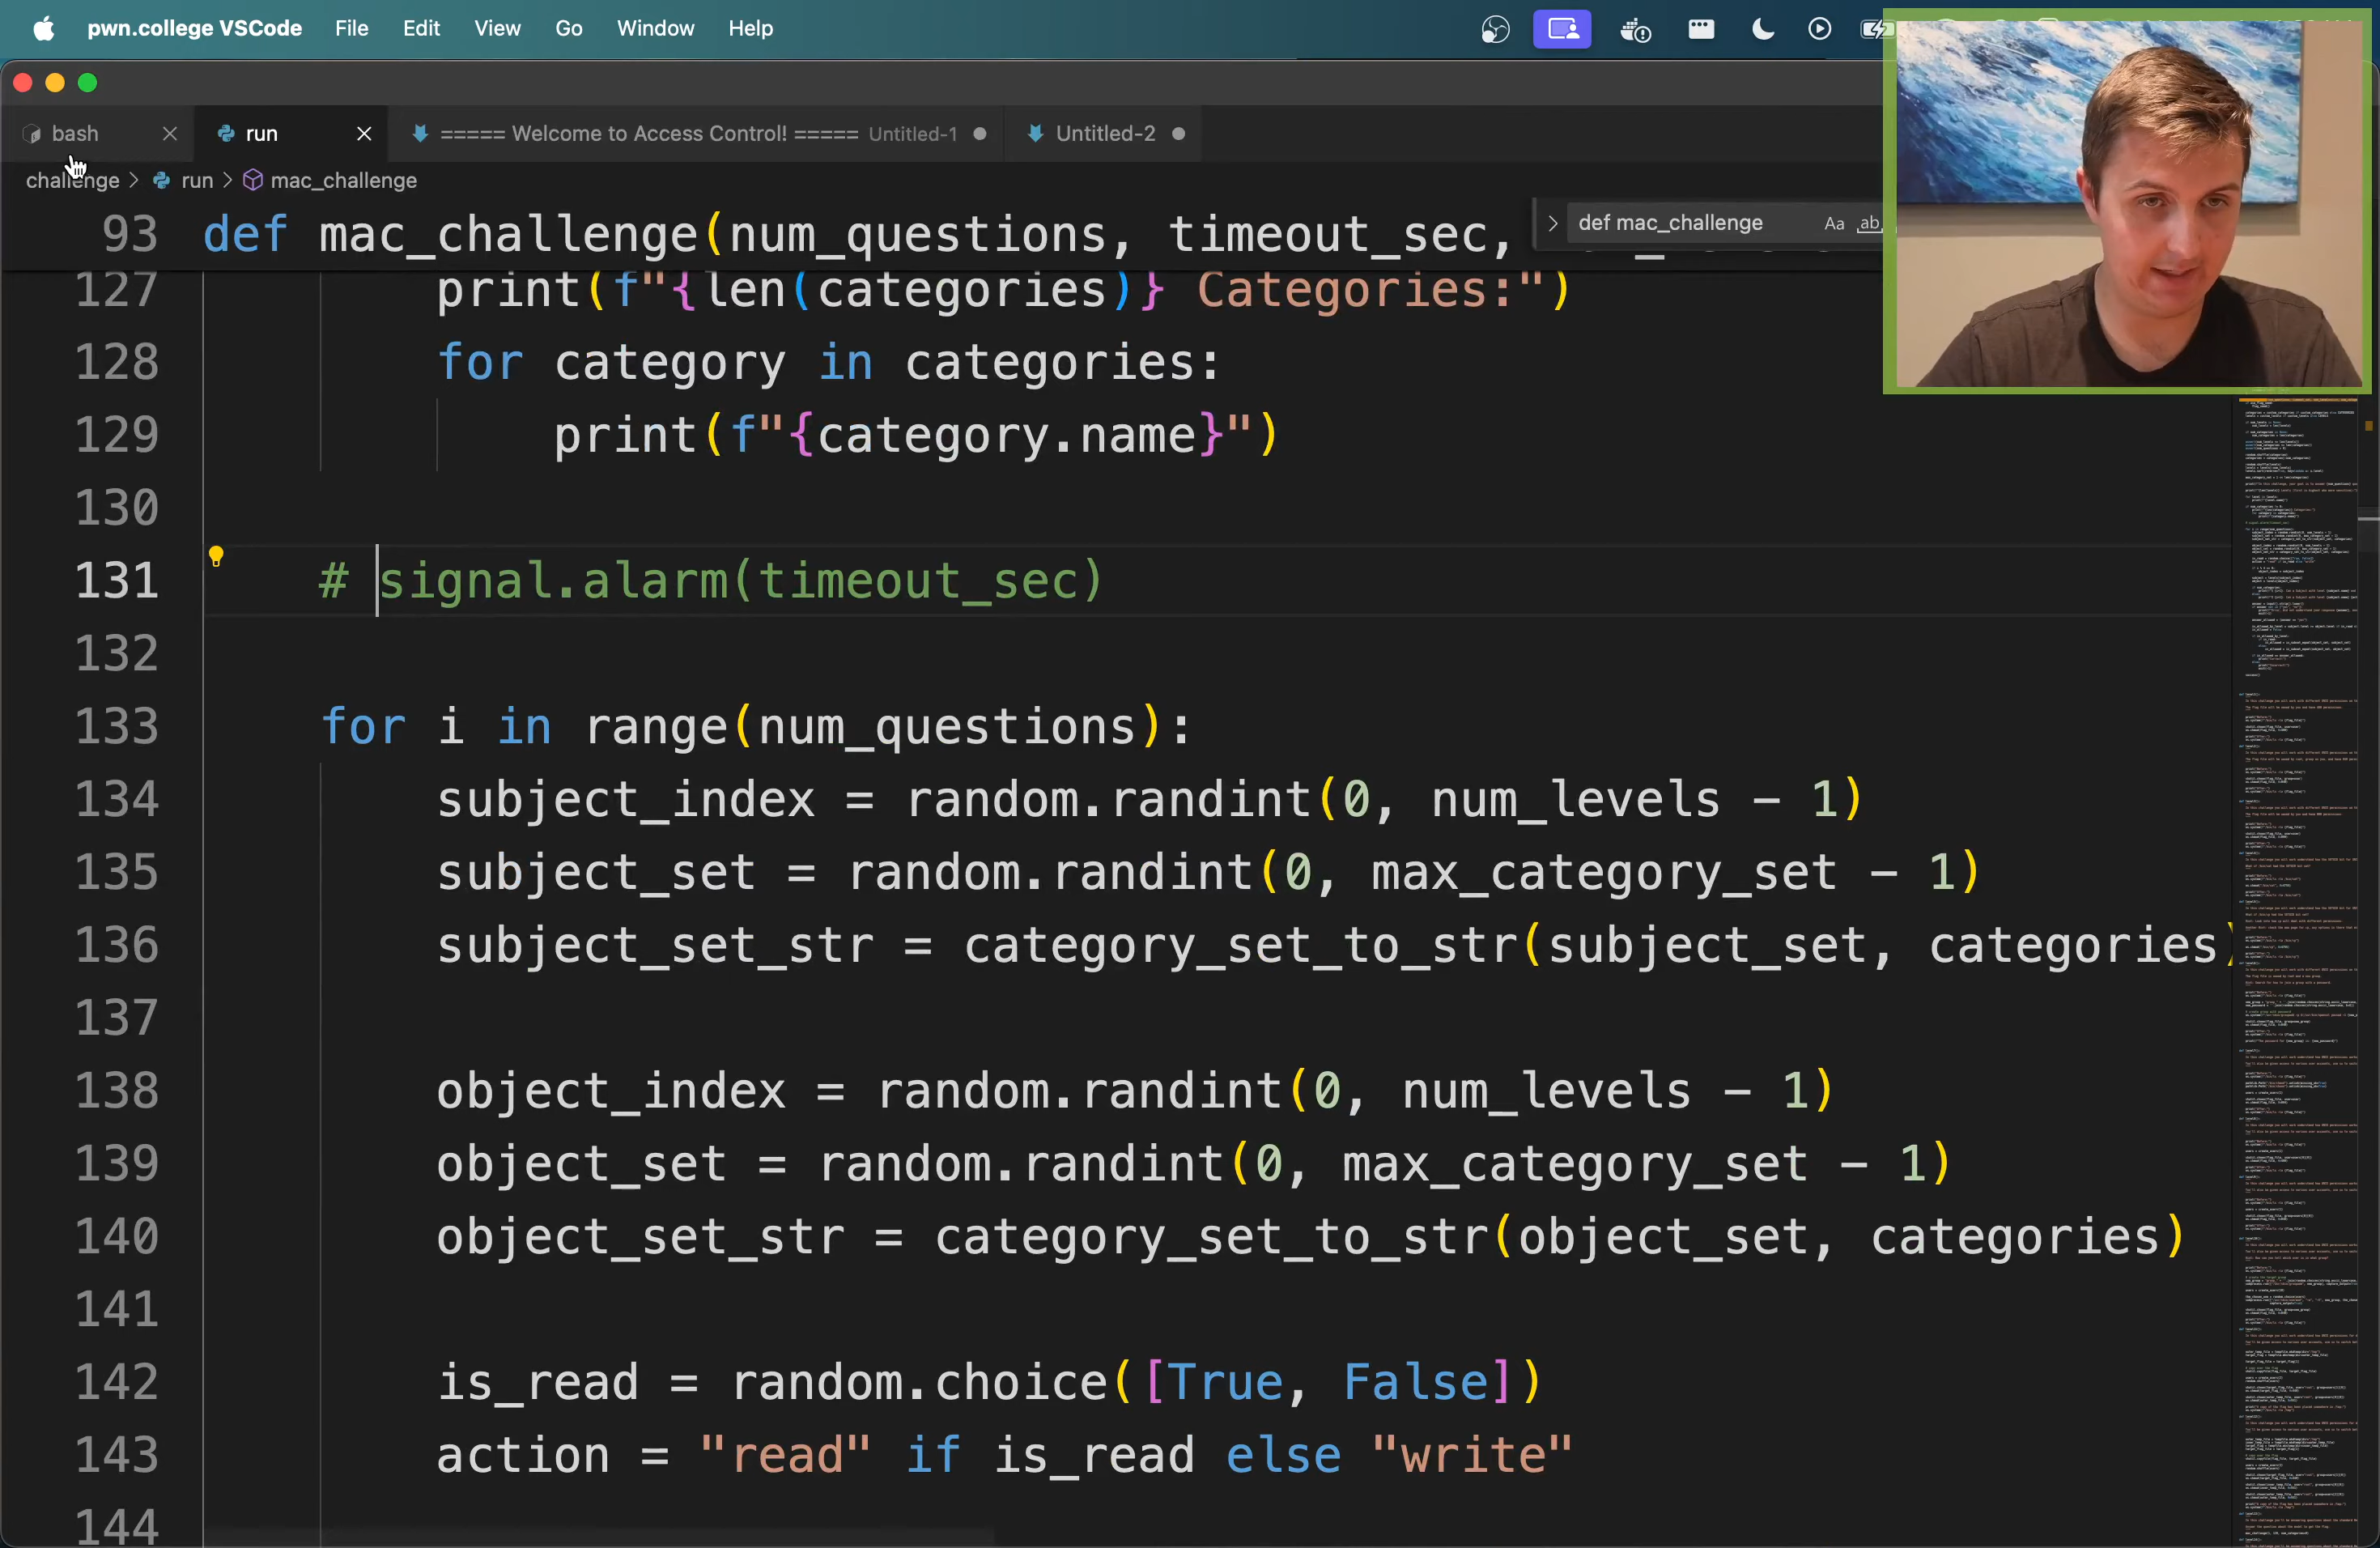 pwn.college VSCode File Edit View Go Window Help
bash run ===== Welcome to Access Control! ===== Untitled-1 Untitled-2
challenge > run > mac_challenge
def mac_challenge Aa ab
93 def mac_challenge(num_questions, timeout_sec,
127 print(f"{len(categories)} Categories:")
128 for category in categories:
129 print(f"{category.name}")
130
131 # signal.alarm(timeout_sec)
132
133 for i in range(num_questions):
134 subject_index = random.randint(0, num_levels - 1)
135 subject_set = random.randint(0, max_category_set - 1)
136 subject_set_str = category_set_to_str(subject_set, categories)
137
138 object_index = random.randint(0, num_levels - 1)
139 object_set = random.randint(0, max_category_set - 1)
140 object_set_str = category_set_to_str(object_set, categories)
141
142 is_read = random.choice([True, False])
143 action = "read" if is_read else "write"
144